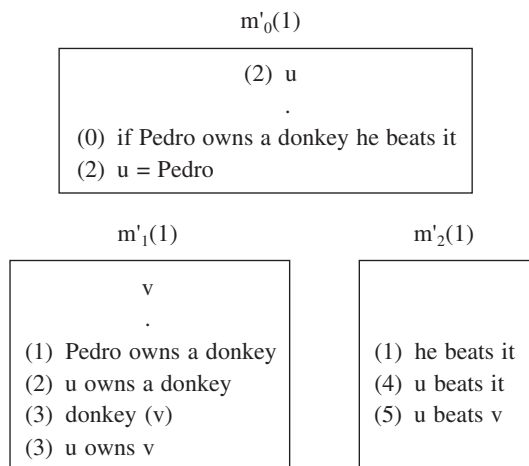 m'₀(1)
(2) u
.
(0) if Pedro owns a donkey he beats it
(2) u = Pedro
m'₁(1)
v
.
(1) Pedro owns a donkey
(2) u owns a donkey
(3) donkey (v)
(3) u owns v
m'₂(1)
(1) he beats it
(4) u beats it
(5) u beats v